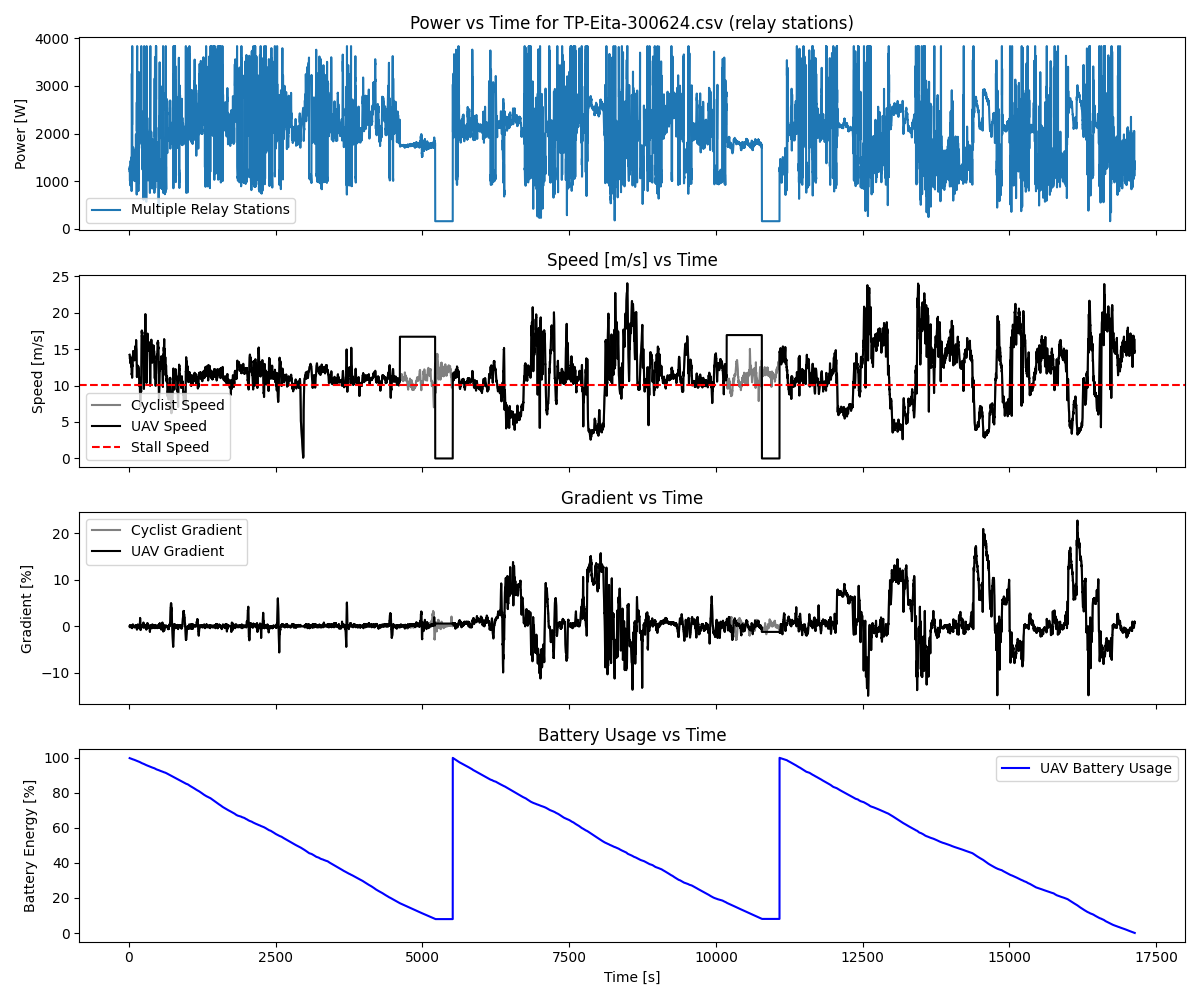 Power vs Time for TP-Eita-300624.csv (relay stations)
4000
3000
2000
1000
0
Power [W]
Multiple Relay Stations
Speed [m/s] vs Time
25
20
15
10
5
0
Speed [m/s]
Cyclist Speed
UAV Speed
Stall Speed
Gradient vs Time
20
10
0
−10
Gradient [%]
Cyclist Gradient
UAV Gradient
Battery Usage vs Time
100
80
60
40
20
0
Battery Energy [%]
UAV Battery Usage
0 2500 5000 7500 10000 12500 15000 17500
Time [s]